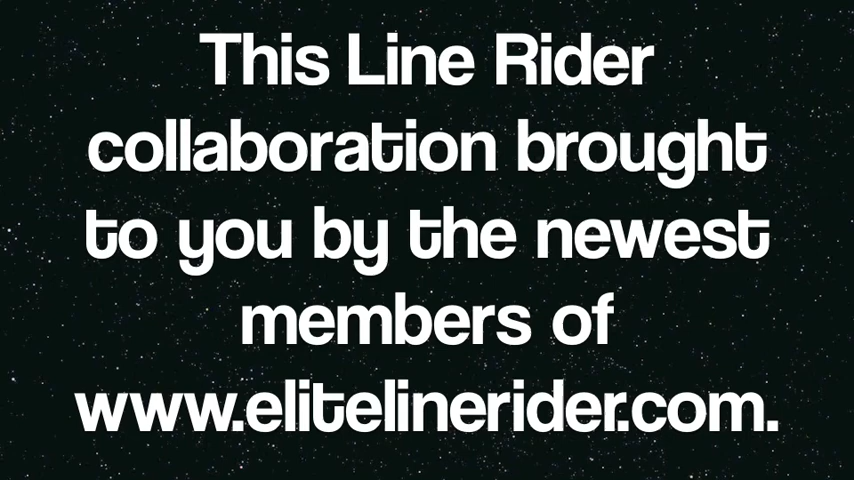 This Line Rider
collaboration brought
to you by the newest
members of
www.elitelinerider.com.